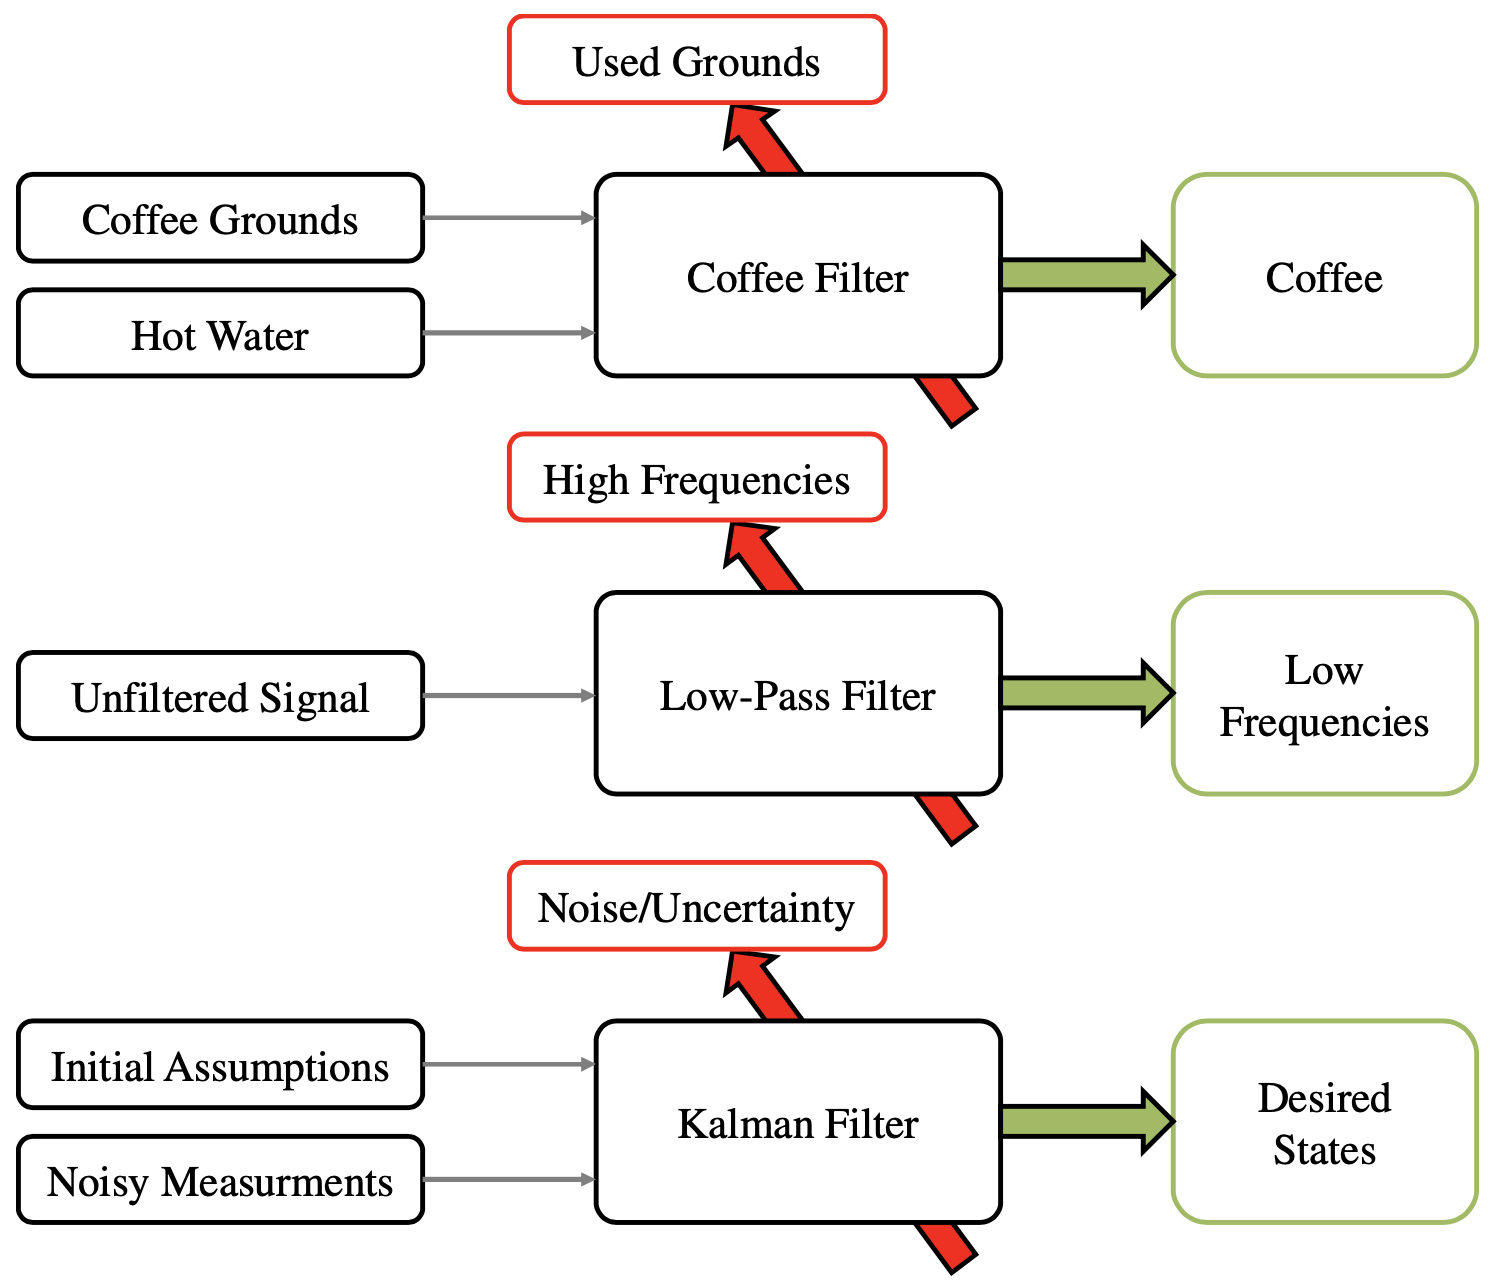 Used Grounds
Coffee Grounds
Hot Water
Coffee Filter
Coffee
High Frequencies
Unfiltered Signal
Low-Pass Filter
Low
Frequencies
Noise/Uncertainty
Initial Assumptions
Noisy Measurments
Kalman Filter
Desired
States